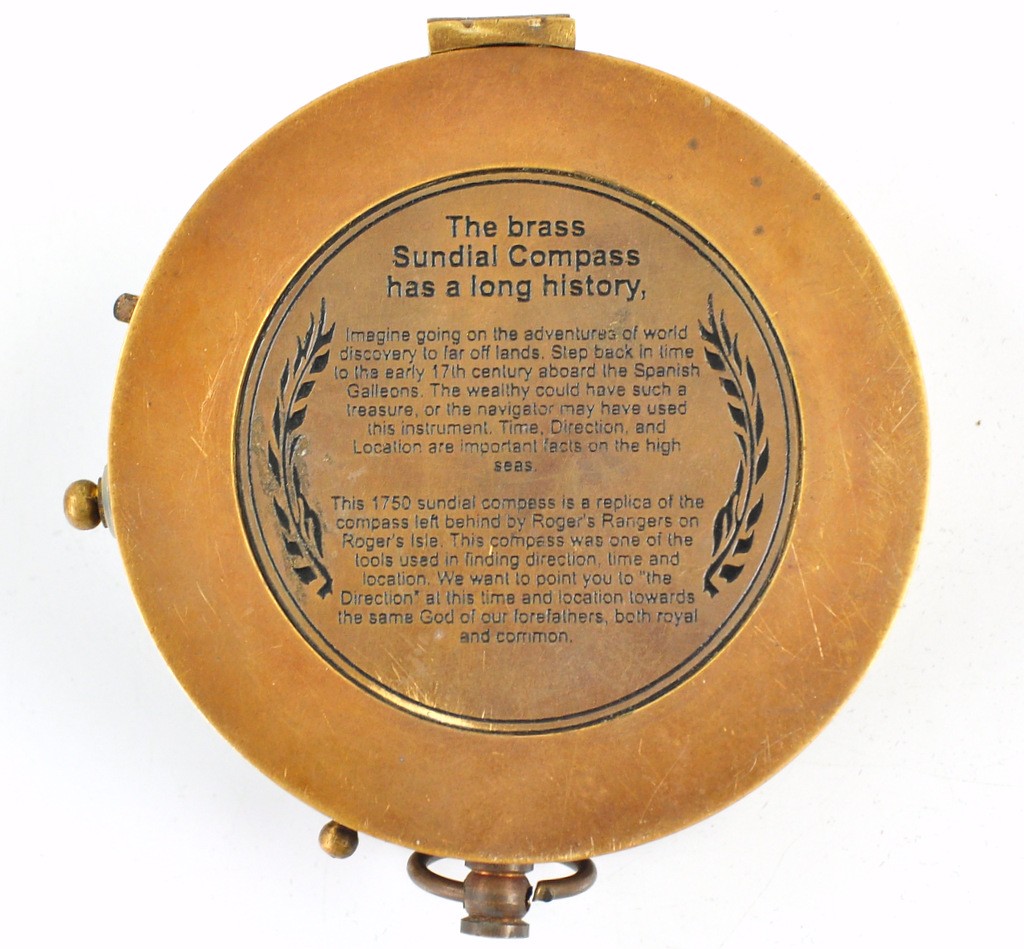 The brass
Sundial Compass
has a long history,
Imagine going on the adventures of world
discovery to far off lands. Step back in time
to the early 17th century aboard the Spanish
Galleons. The wealthy could have such a
treasure, or the navigator may have used
this instrument. Time, Direction, and
Location are important facts on the high
seas.
This 1750 sundial compass is a replica of the
compass left behind by Roger's Rangers on
Roger's Isle. This compass was one of the
tools used in finding direction, time and
location. We want to point you to "the
Direction" at this time and location towards
the same God of our forefathers, both royal
and common.